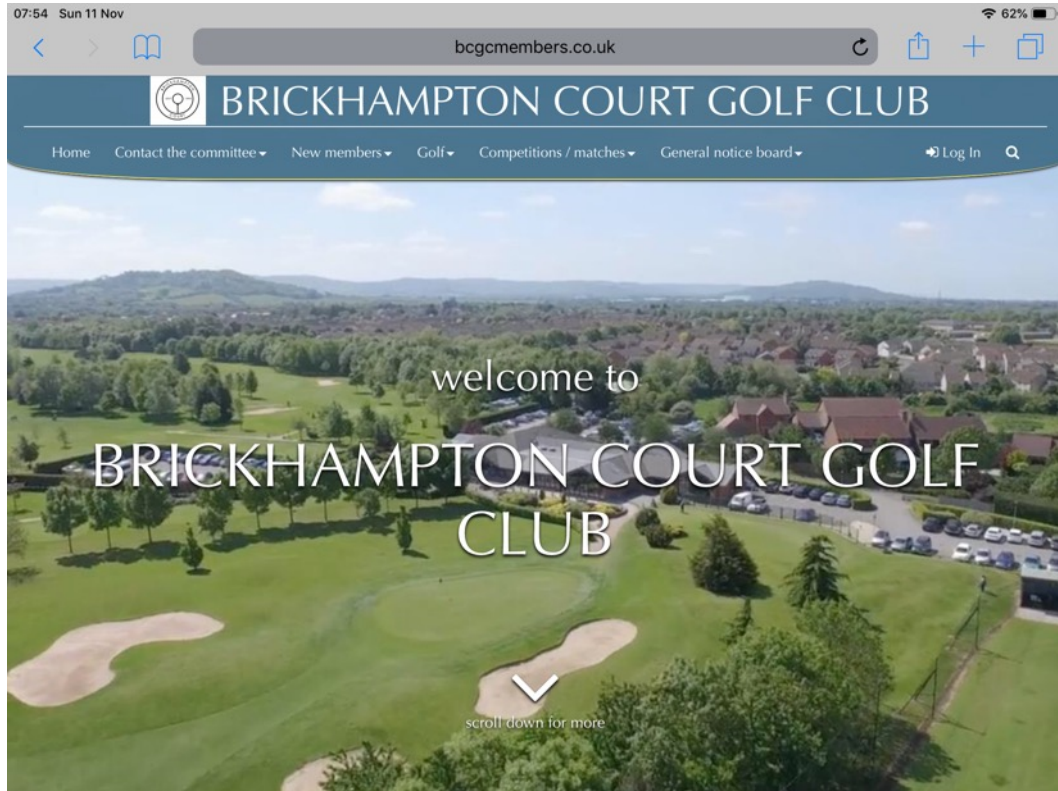 07:54 Sun 11 Nov 62%
bcgcmembers.co.uk
BRICKHAMPTON COURT GOLF CLUB
Home Contact the committee New members Golf Competitions / matches General notice board Log In
welcome to
BRICKHAMPTON COURT GOLF
CLUB
scroll down for more